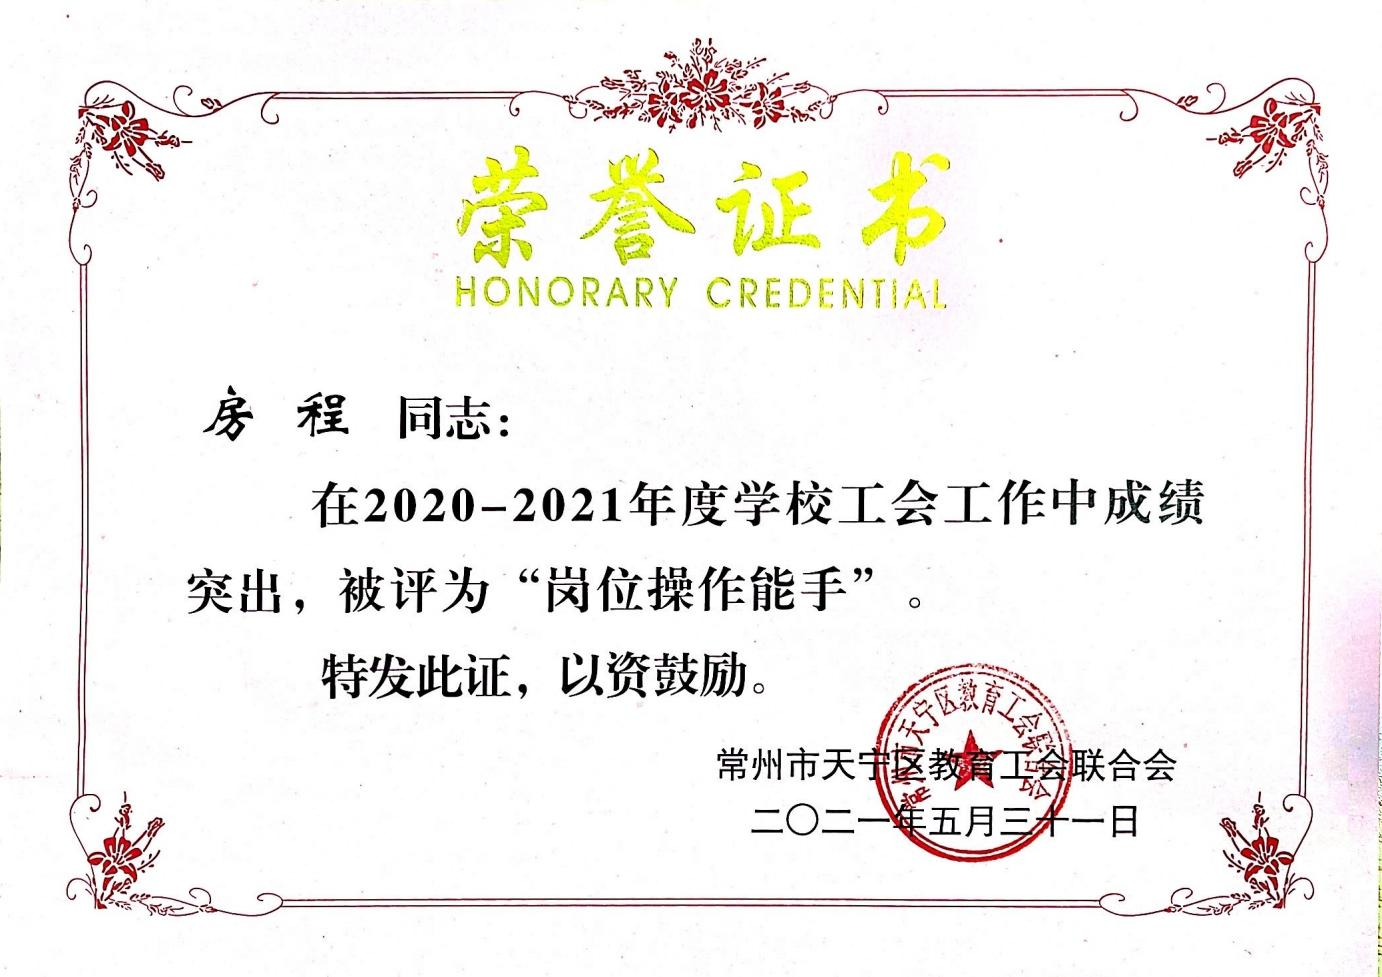 荣誉证书
HONORARY CREDENTIAL
房 程 同志：
在2020-2021年度学校工会工作中成绩
突出，被评为“岗位操作能手”。
特发此证，以资鼓励。
常州市天宁区教育工会联合会
常州市天宁区教育工会联合会
二〇二一年五月三十一日